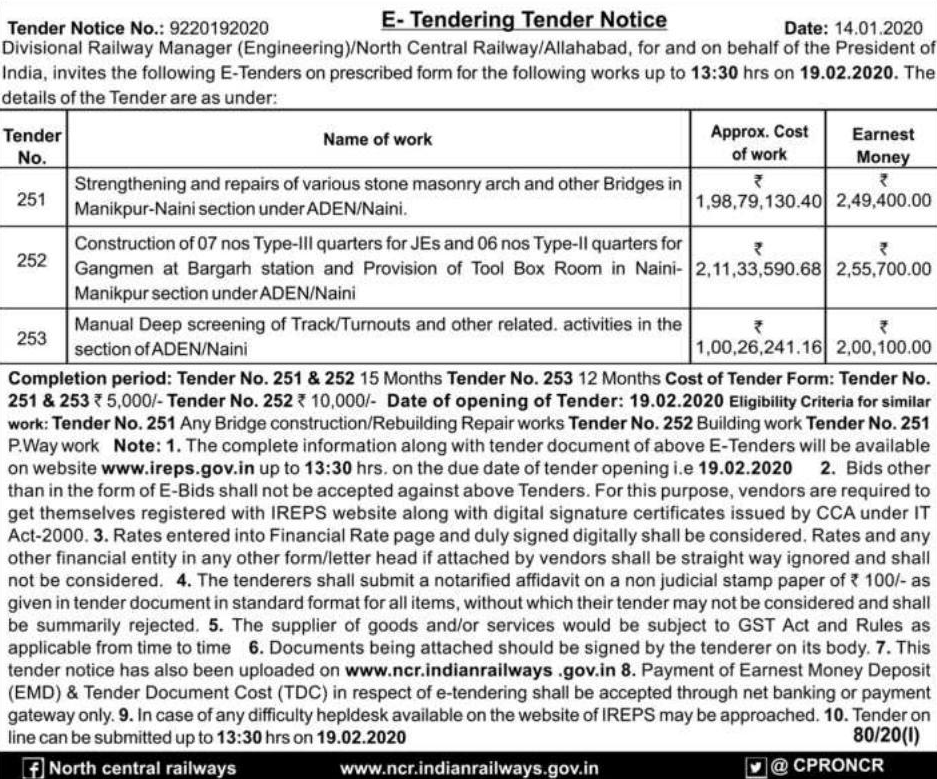 E- Tendering Tender Notice
Tender Notice No.: 9220192020 Date: 14.01.2020
Divisional Railway Manager (Engineering)/North Central Railway/Allahabad, for and on behalf of the President of
India, invites the following E-Tenders on prescribed form for the following works up to 13:30 hrs on 19.02.2020. The
details of the Tender are as under:
Tender No. Name of work Approx. Cost of work Earnest Money
251 Strengthening and repairs of various stone masonry arch and other Bridges in ₹ ₹
Manikpur-Naini section under ADEN/Naini. 1,98,79,130.40 2,49,400.00
Construction of 07 nos Type-III quarters for JEs and 06 nos Type-II quarters for ₹ ₹
252 Gangmen at Bargarh station and Provision of Tool Box Room in Naini- 2,11,33,590.68 2,55,700.00
Manikpur section under ADEN/Naini
253 Manual Deep screening of Track/Turnouts and other related. activities in the ₹ ₹
section of ADEN/Naini 1,00,26,241.16 2,00,100.00
Completion period: Tender No. 251 & 252 15 Months Tender No. 253 12 Months Cost of Tender Form: Tender No.
251 & 253 ₹ 5,000/- Tender No. 252 ₹ 10,000/- Date of opening of Tender: 19.02.2020 Eligibility Criteria for similar
work: Tender No. 251 Any Bridge construction/Rebuilding Repair works Tender No. 252 Building work Tender No. 251
P.Way work Note: 1. The complete information along with tender document of above E-Tenders will be available
on website www.ireps.gov.in up to 13:30 hrs. on the due date of tender opening i.e 19.02.2020 2. Bids other
than in the form of E-Bids shall not be accepted against above Tenders. For this purpose, vendors are required to
get themselves registered with IREPS website along with digital signature certificates issued by CCA under IT
Act-2000. 3. Rates entered into Financial Rate page and duly signed digitally shall be considered. Rates and any
other financial entity in any other form/letter head if attached by vendors shall be straight way ignored and shall
not be considered. 4. The tenderers shall submit a notarified affidavit on a non judicial stamp paper of ₹ 100/- as
given in tender document in standard format for all items, without which their tender may not be considered and shall
be summarily rejected. 5. The supplier of goods and/or services would be subject to GST Act and Rules as
applicable from time to time 6. Documents being attached should be signed by the tenderer on its body. 7. This
tender notice has also been uploaded on www.ncr.indianrailways .gov.in 8. Payment of Earnest Money Deposit
(EMD) & Tender Document Cost (TDC) in respect of e-tendering shall be accepted through net banking or payment
gateway only. 9. In case of any difficulty hepldesk available on the website of IREPS may be approached. 10. Tender on
line can be submitted up to 13:30 hrs on 19.02.2020 80/20(I)
North central railways www.ncr.indianrailways.gov.in @ CPRONCR